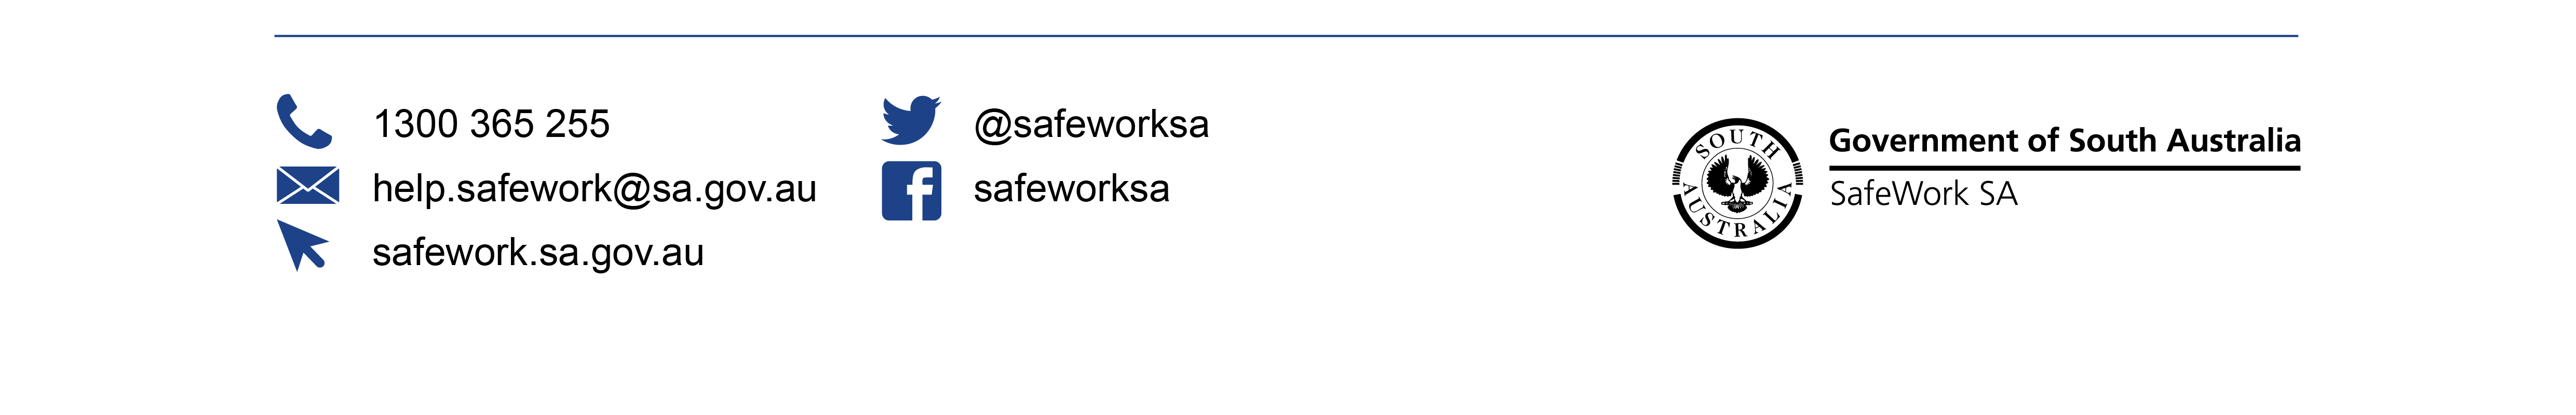 1300 365 255
help.safework@sa.gov.au
safework.sa.gov.au
@safeworksa
safeworksa
SOUTH AUSTRALIA
Government of South Australia
SafeWork SA